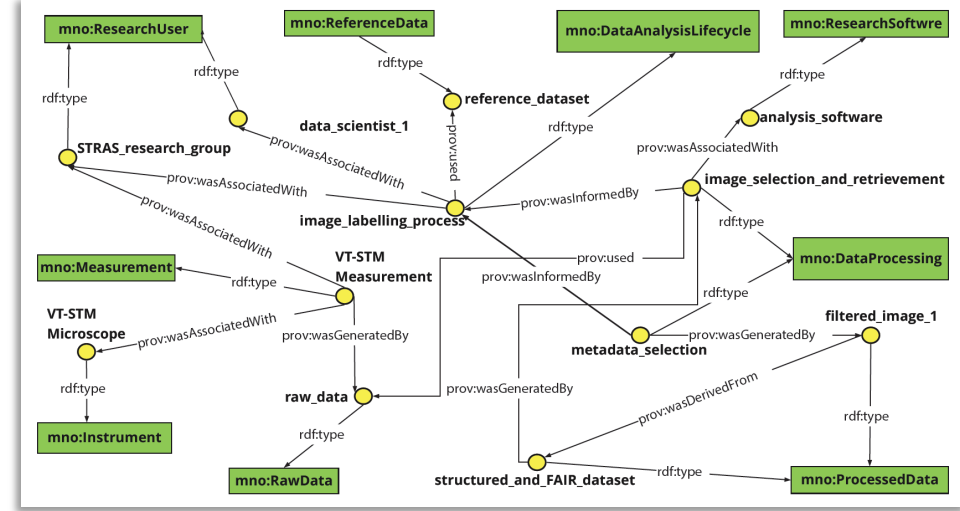 mno:ResearchUser
mno:ReferenceData
mno:DataAnalysisLifecycle
mno:ResearchSoftwre
rdf:type
rdf:type
rdf:type
rdf:type
rdf:type
reference_dataset
data_scientist_1
analysis_software
STRAS_research_group
prov:used
prov:wasAssociatedWith
prov:wasAssociatedWith
prov:wasAssociatedWith
image_selection_and_retrievement
prov:wasInformedBy
image_labelling_process
prov:wasAssociatedWith
rdf:type
VT-STM
Measurement
prov:used
mno:DataProcessing
mno:Measurement
rdf:type
prov:wasInformedBy
rdf:type
VT-STM
Microscope
prov:wasAssociatedWith
prov:wasGeneratedBy
filtered_image_1
prov:wasGeneratedBy
metadata_selection
rdf:type
prov:wasGeneratedBy
prov:wasDerivedFrom
raw_data
rdf:type
mno:Instrument
rdf:type
rdf:type
mno:RawData
structured_and_FAIR_dataset
mno:ProcessedData